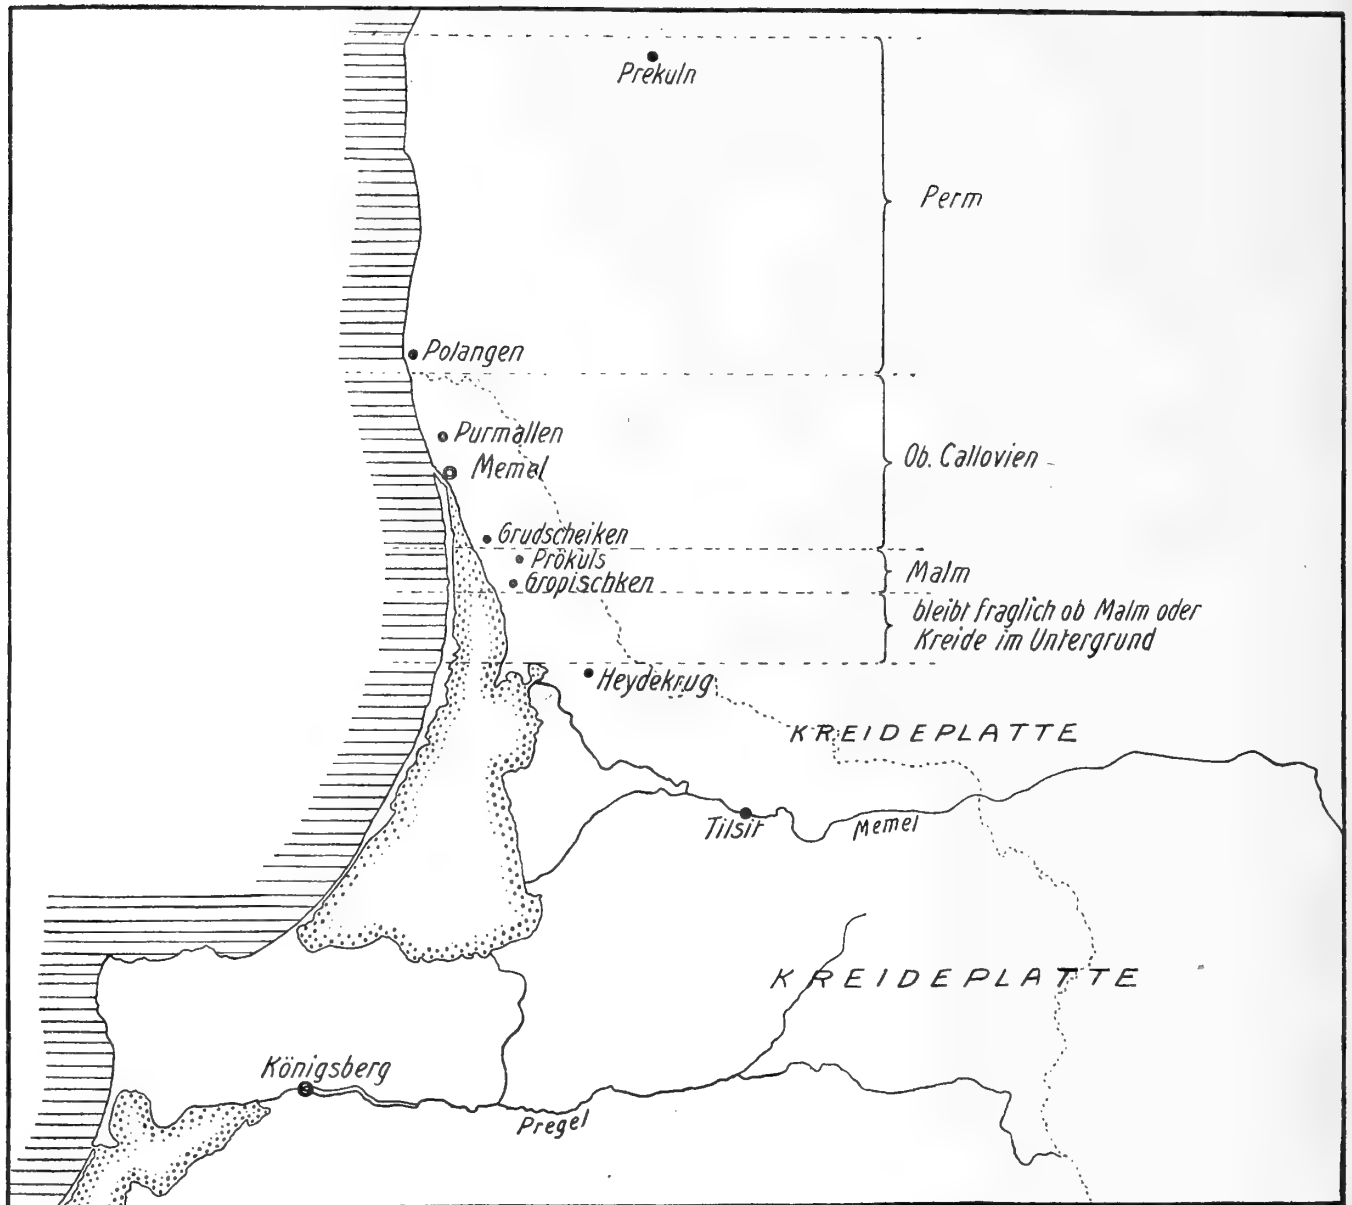 Prekuln
Perm
Polangen
Purmallen
Memel
Ob. Callovien
Grudscheiken
Prökuls
Gropischken
Malm
bleibt fraglich ob Malm oder
Kreide im Untergrund
Heydekrug
KREIDEPLATTE
Tilsit
Memel
KREIDEPLATTE
Königsberg
Pregel